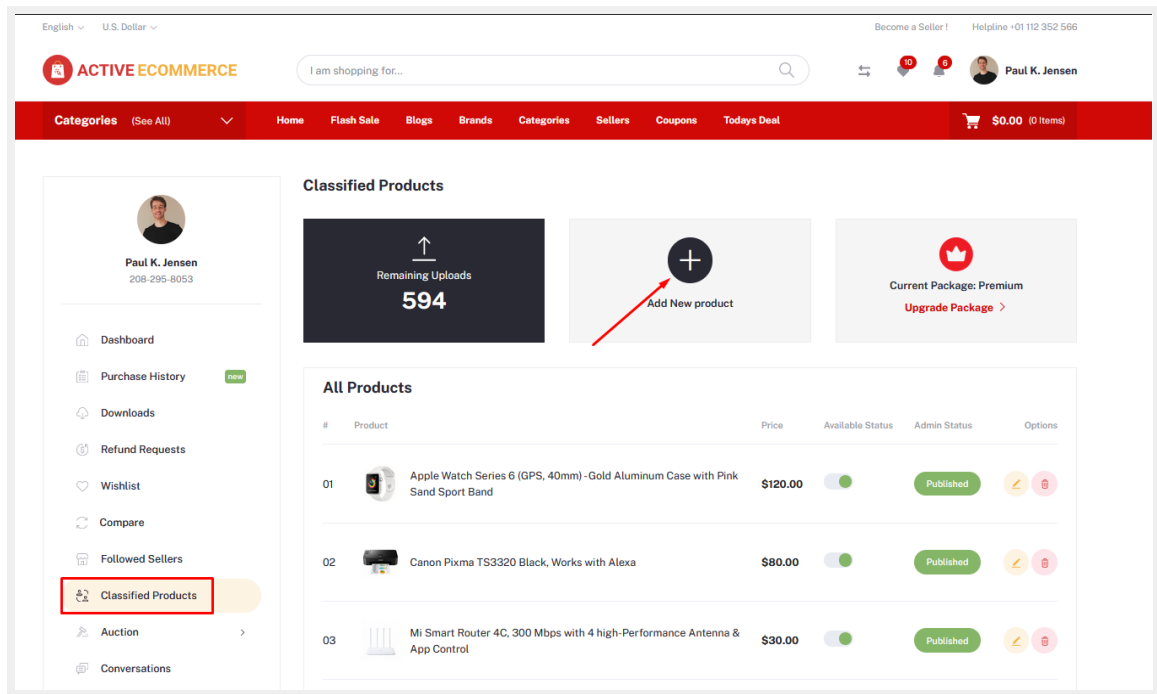 English U.S. Dollar Become a Seller ! Helpline +01 112 352 566
ACTIVE ECOMMERCE I am shopping for... 10 6 Paul K. Jensen
Categories (See All) Home Flash Sale Blogs Brands Categories Sellers Coupons Todays Deal $0.00 (0 Items)
Paul K. Jensen
208-295-8053
Dashboard
Purchase History new
Downloads
Refund Requests
Wishlist
Compare
Followed Sellers
Classified Products
Auction
Conversations
Classified Products
Remaining Uploads
594
Add New product
Current Package: Premium
Upgrade Package
All Products
# Product Price Available Status Admin Status Options
01 Apple Watch Series 6 (GPS, 40mm) - Gold Aluminum Case with Pink
Sand Sport Band $120.00 Published
02 Canon Pixma TS3320 Black, Works with Alexa $80.00 Published
03 Mi Smart Router 4C, 300 Mbps with 4 high-Performance Antenna &
App Control $30.00 Published